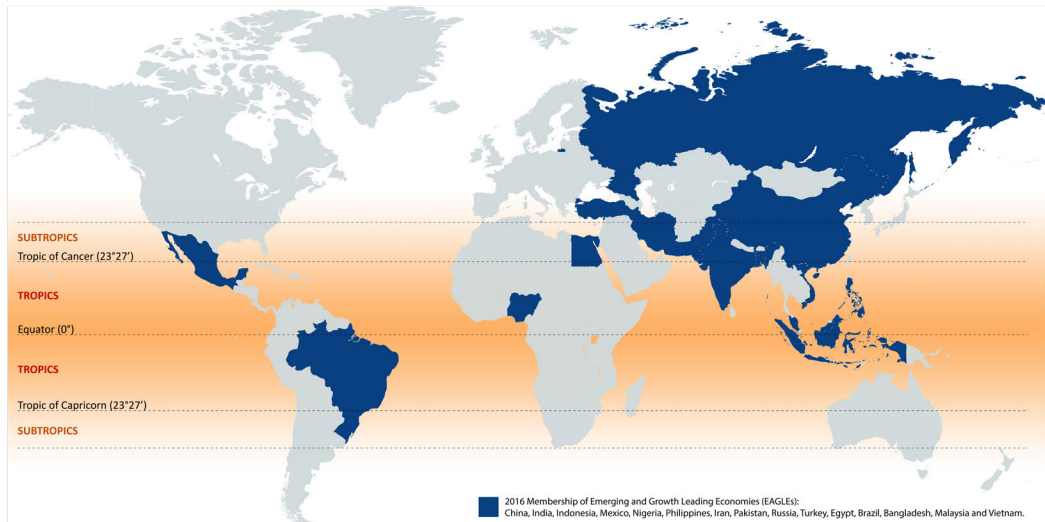 SUBTROPICS
Tropic of Cancer (23°27′)
TROPICS
Equator (0°)
TROPICS
Tropic of Capricorn (23°27′)
SUBTROPICS
2016 Membership of Emerging and Growth Leading Economies (EAGLEs):
China, India, Indonesia, Mexico, Nigeria, Philippines, Iran, Pakistan, Russia, Turkey, Egypt, Brazil, Bangladesh, Malaysia and Vietnam.